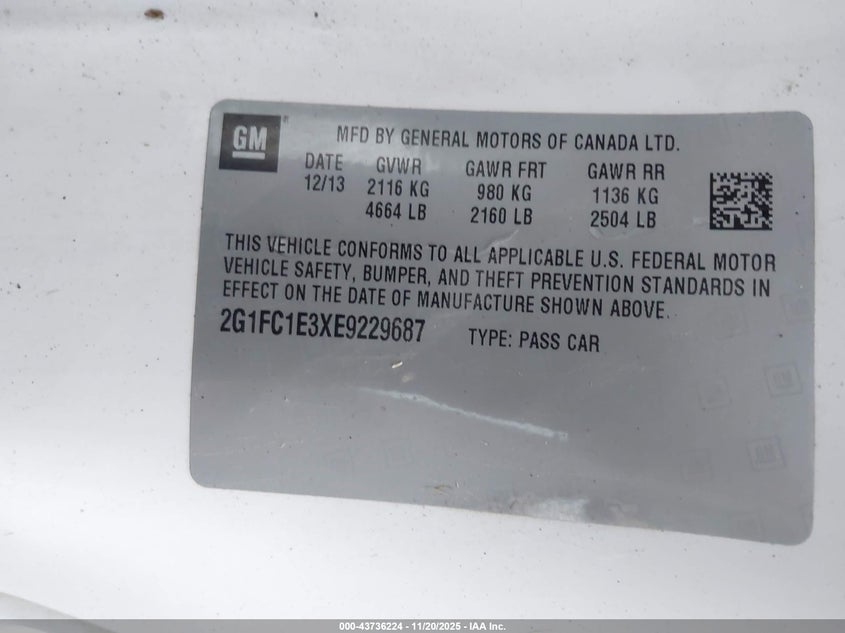 GM
MFD BY GENERAL MOTORS OF CANADA LTD.
DATE GVWR GAWR FRT GAWR RR
12/13 2116 KG 980 KG 1136 KG
4664 LB 2160 LB 2504 LB
THIS VEHICLE CONFORMS TO ALL APPLICABLE U.S. FEDERAL MOTOR
VEHICLE SAFETY, BUMPER, AND THEFT PREVENTION STANDARDS IN
EFFECT ON THE DATE OF MANUFACTURE SHOWN ABOVE.
2G1FC1E3XE9229687 TYPE: PASS CAR
000-43736224 - 11/20/2025 - IAA Inc.